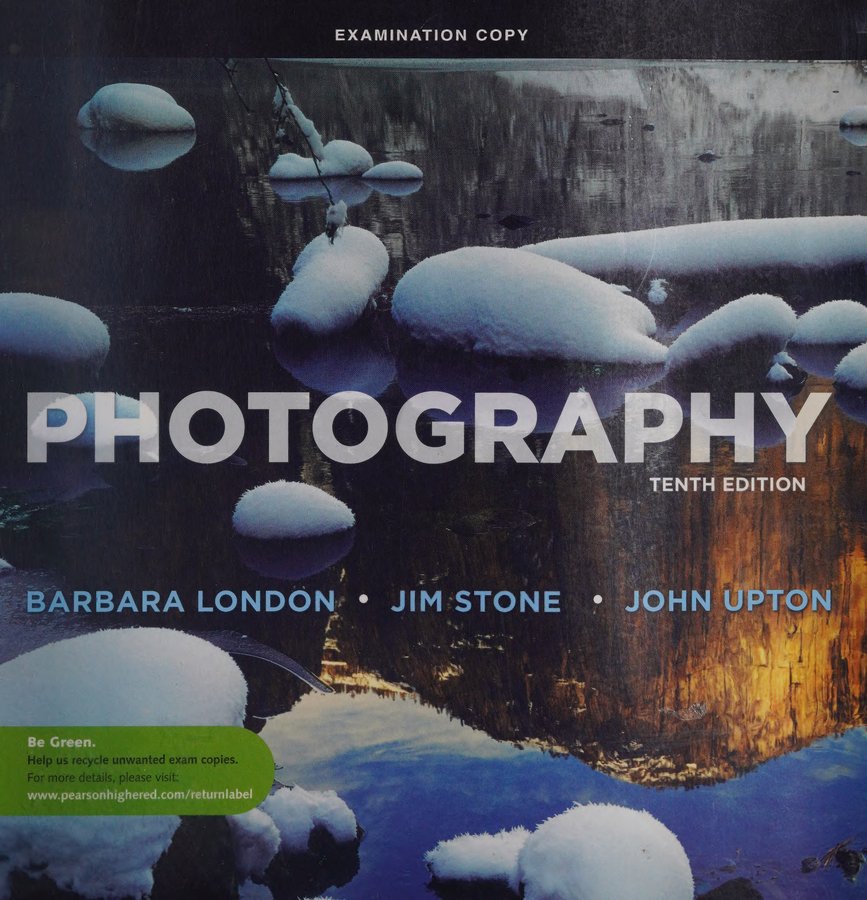 EXAMINATION COPY
PHOTOGRAPHY
TENTH EDITION
BARBARA LONDON • JIM STONE • JOHN UPTON
Be Green.
Help us recycle unwanted exam copies.
For more details, please visit:
www.pearsonhighered.com/returnlabel